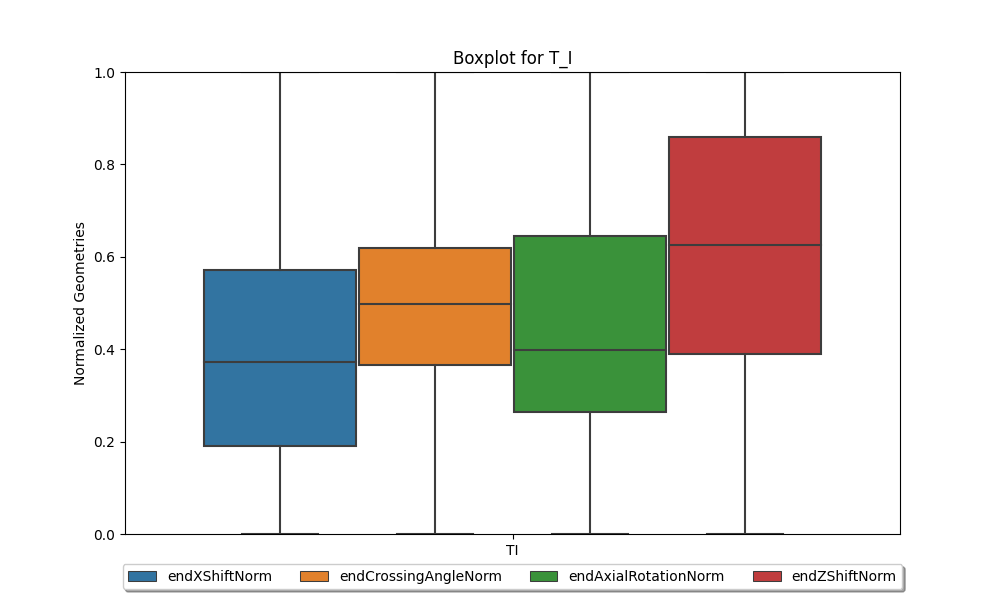 Boxplot for T_I
Normalized Geometries
1.0
0.8
0.6
0.4
0.2
0.0
TI
endXShiftNorm endCrossingAngleNorm endAxialRotationNorm endZShiftNorm